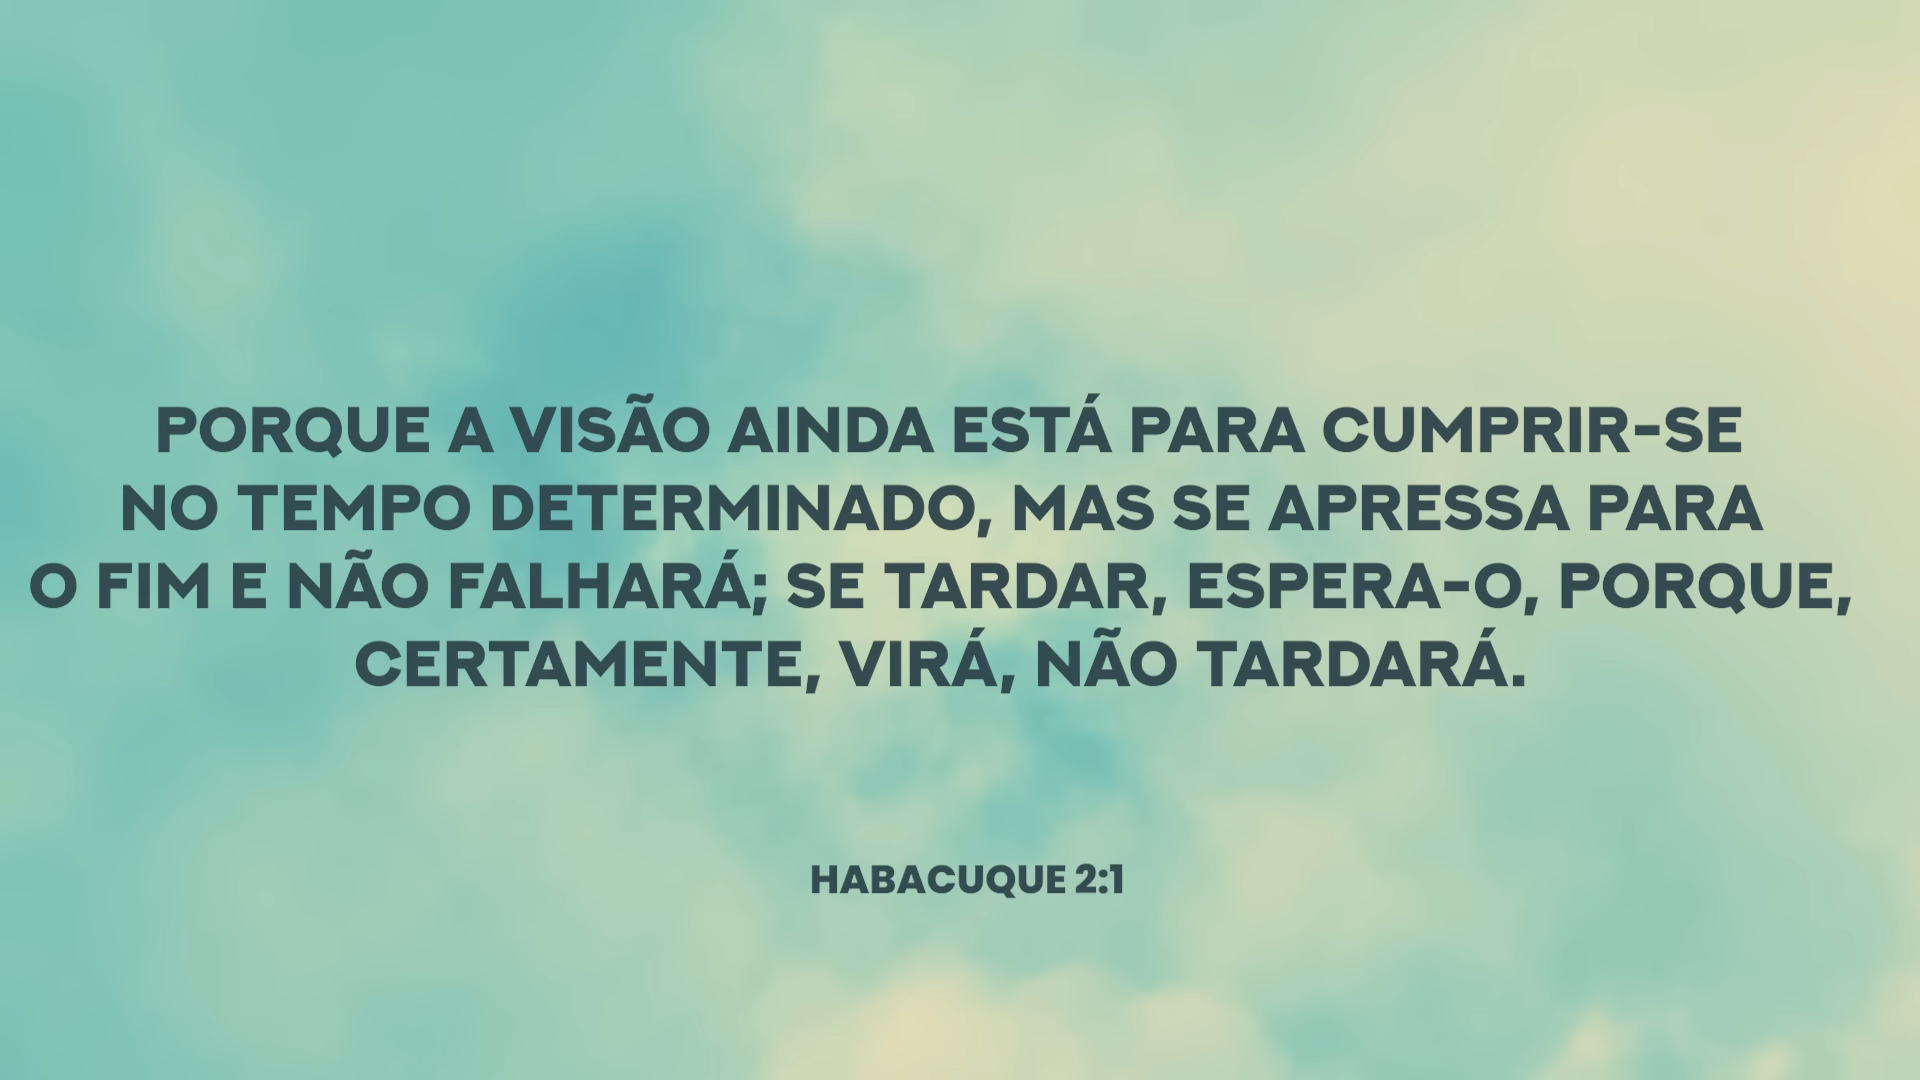 PORQUE A VISÃO AINDA ESTÁ PARA CUMPRIR-SE
NO TEMPO DETERMINADO, MAS SE APRESSA PARA
O FIM E NÃO FALHARÁ; SE TARDAR, ESPERA-O, PORQUE,
CERTAMENTE, VIRÁ, NÃO TARDARÁ.
HABACUQUE 2:1